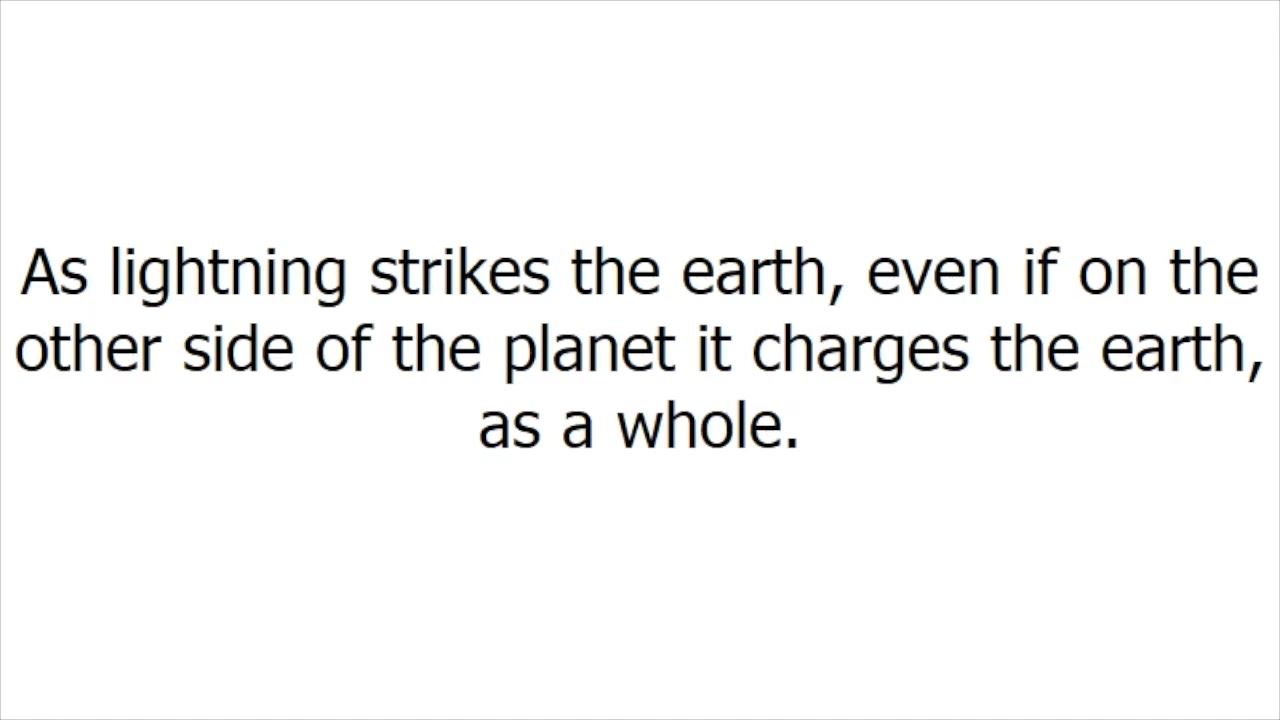 As lightning strikes the earth, even if on the
other side of the planet it charges the earth,
as a whole.